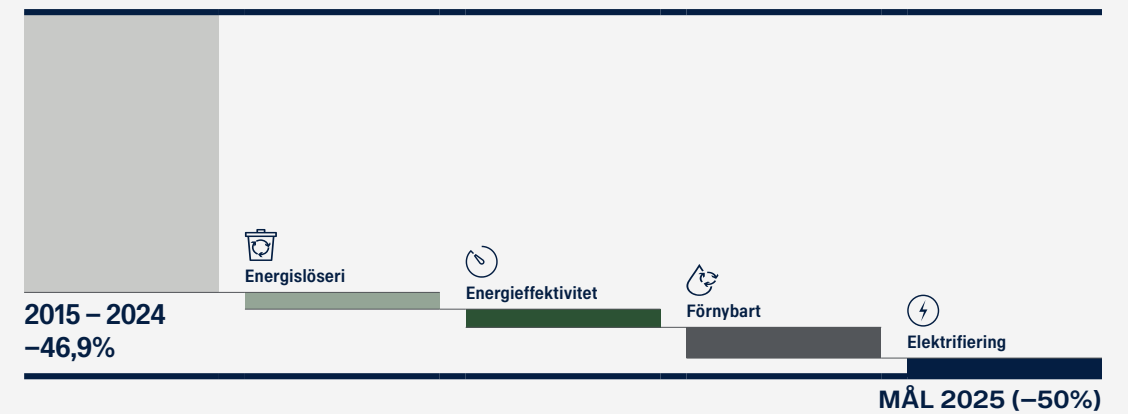 Energislöseri
Energieffektivitet
Förnybart
Elektrifiering
2015 – 2024
–46,9%
MÅL 2025 (–50%)